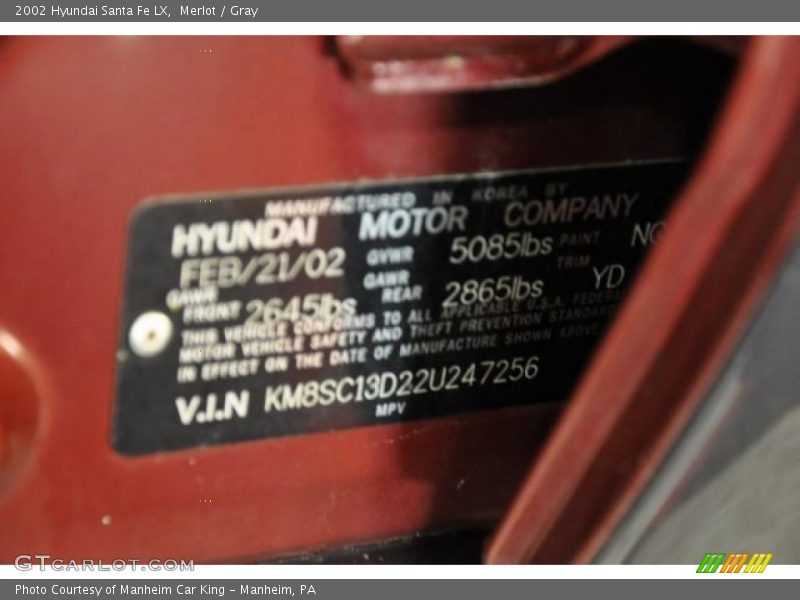 2002 Hyundai Santa Fe LX, Merlot / Gray
MANUFACTURED IN KOREA BY
HYUNDAI MOTOR COMPANY
FEB/21/02 GVWR 5085lbs PAINT NO
GAWR FRONT 2645lbs GAWR REAR 2865lbs TRIM YD
THIS VEHICLE CONFORMS TO ALL APPLICABLE U.S.A. FEDERA
MOTOR VEHICLE SAFETY AND THEFT PREVENTION STANDARD
IN EFFECT ON THE DATE OF MANUFACTURE SHOWN ABOVE
V.I.N KM8SC13D22U247256
MPV
GTCARLOT.COM
Photo Courtesy of Manheim Car King - Manheim, PA